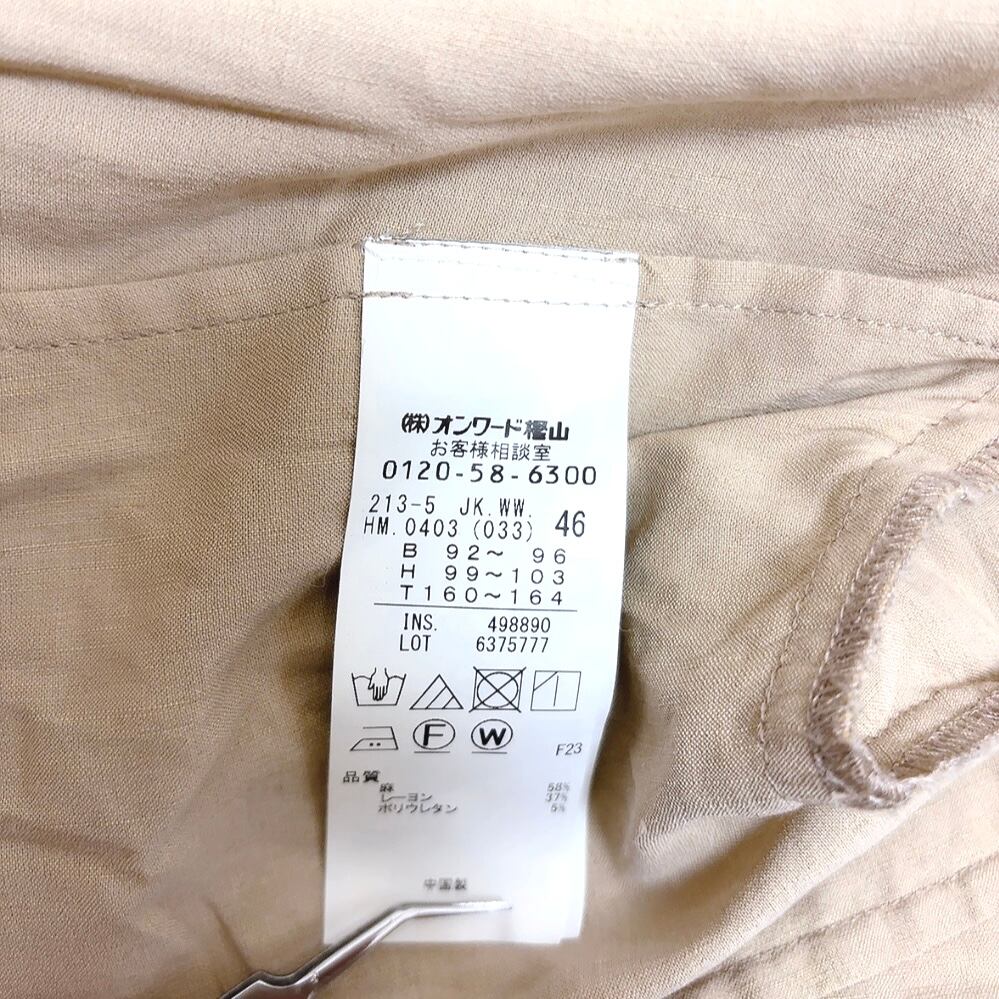 (株)オンワード樫山
お客様相談室
0120-58-6300
213-5 JK.WW.
HM.0403(033) 46
B 92〜 96
H 99〜103
T160〜164
INS. 498890
LOT 6375777
F
W
F23
品質
麻 58%
レーヨン 37%
ポリウレタン 5%
中国製